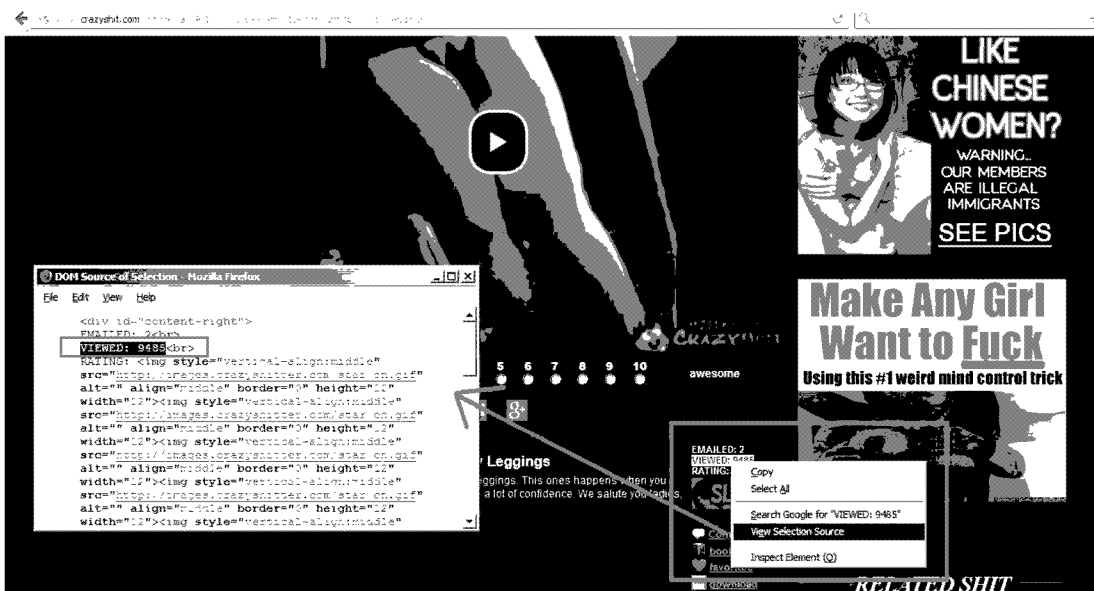 crazyshit.com
LIKE
CHINESE
WOMEN?
WARNING...
OUR MEMBERS
ARE ILLEGAL
IMMIGRANTS
SEE PICS
DOM Source of Selection - Mozilla Firefox
File Edit View Help
<div id="content-right">
EMAILED: 2<br>
VIEWED: 9485<br>
RATING: <img style="vertical-align:middle"
src="http://images.crazyshitter.com/star_on.gif"
alt="" align="middle" border="0" height="12"
width="12"><img style="vertical-align:middle"
src="http://images.crazyshitter.com/star_on.gif"
alt="" align="middle" border="0" height="12"
width="12"><img style="vertical-align:middle"
src="http://images.crazyshitter.com/star_on.gif"
alt="" align="middle" border="0" height="12"
width="12"><img style="vertical-align:middle"
src="http://images.crazyshitter.com/star_on.gif"
alt="" align="middle" border="0" height="12"
width="12"><img style="vertical-align:middle"
Make Any Girl
Want to Fuck
Using this #1 weird mind control trick
5 6 7 8 9 10
awesome
Leggings
This ones happens when you
a lot of confidence. We salute you ladies,
EMAILED: 2
VIEWED: 9485
RATING:
Copy
Select All
Search Google for "VIEWED: 9485"
View Selection Source
Inspect Element (Q)
favorites
download
RELATED SHIT